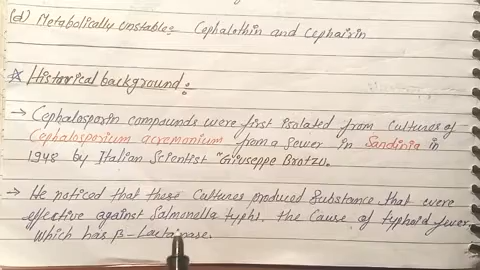 (d) Metabolically unstable:- Cephalothin and Cephairin
* Historical background:-
→ Cephalosporin compounds were first isolated from cultures of
Cephalosporium acremonium from a sewer in Sardinia in
1948 by Italian Scientist "Griuseppe Brotzu.
→ He noticed that these Cultures produced Substance that were
effective against Salmonella typhi. the Cause of typhoid fever
Which has β-Lactamase.